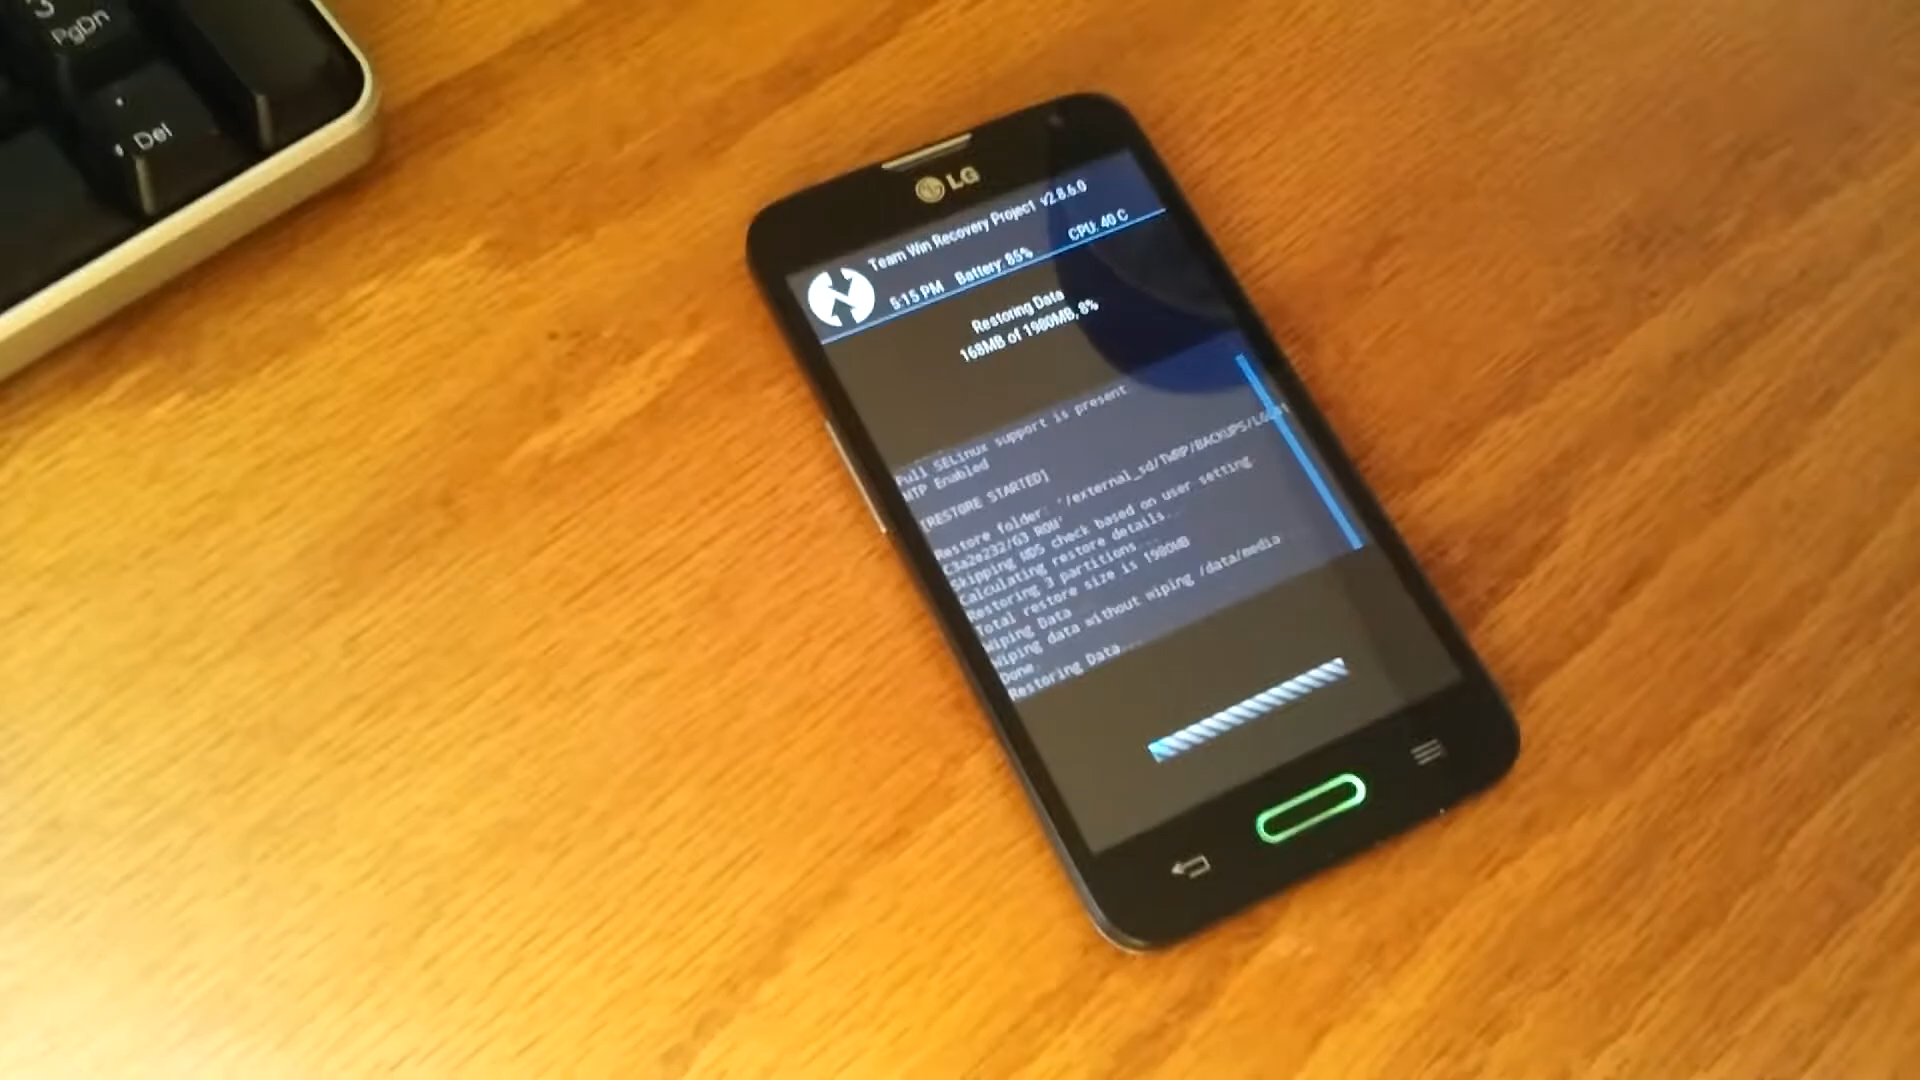 3
PgDn
.
Del
LG
Team Win Recovery Project v2.8.6.0
5:15 PM Battery: 85% CPU: 40 C
Restoring Data
168MB of 1980MB, 8%
Full SELinux support is present
MTP Enabled
[RESTORE STARTED]
Restore folder: '/external_sd/TWRP/BACKUPS/
c3a2e232/G3 ROM'
Skipping MD5 check based on user setting
Calculating restore details...
Restoring 3 partitions...
Total restore size is 1980MB
Wiping Data
Wiping data without wiping /data/media
Done.
Restoring Data...